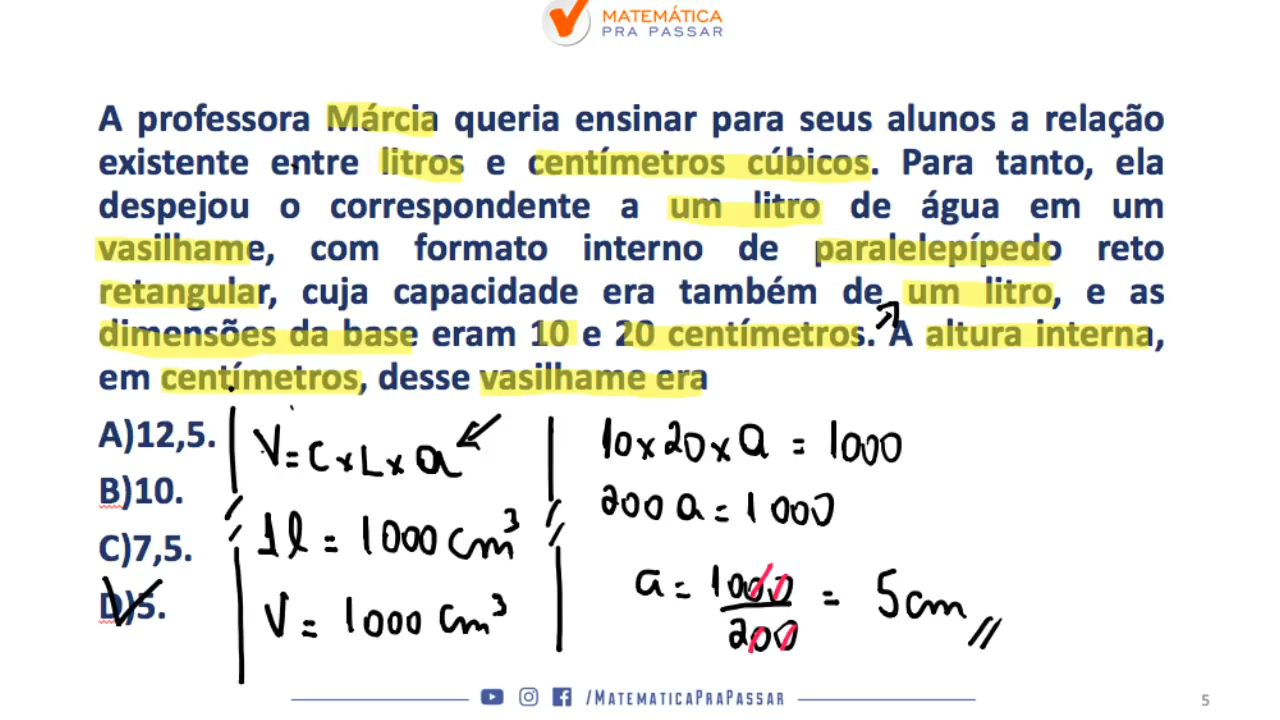 MATEMÁTICA
PRA PASSAR
A professora Márcia queria ensinar para seus alunos a relação
existente entre litros e centímetros cúbicos. Para tanto, ela
despejou o correspondente a um litro de água em um
vasilhame, com formato interno de paralelepípedo reto
retangular, cuja capacidade era também de um litro, e as
dimensões da base eram 10 e 20 centímetros. A altura interna,
em centímetros, desse vasilhame era
A)12,5.
B)10.
C)7,5.
D)5.
V = C x L x a
1l = 1000 cm³
V = 1000 cm³
10 x 20 x a = 1000
200 a = 1000
a = 1000/200 = 5cm
/MATEMATICAPRAPASSAR
5